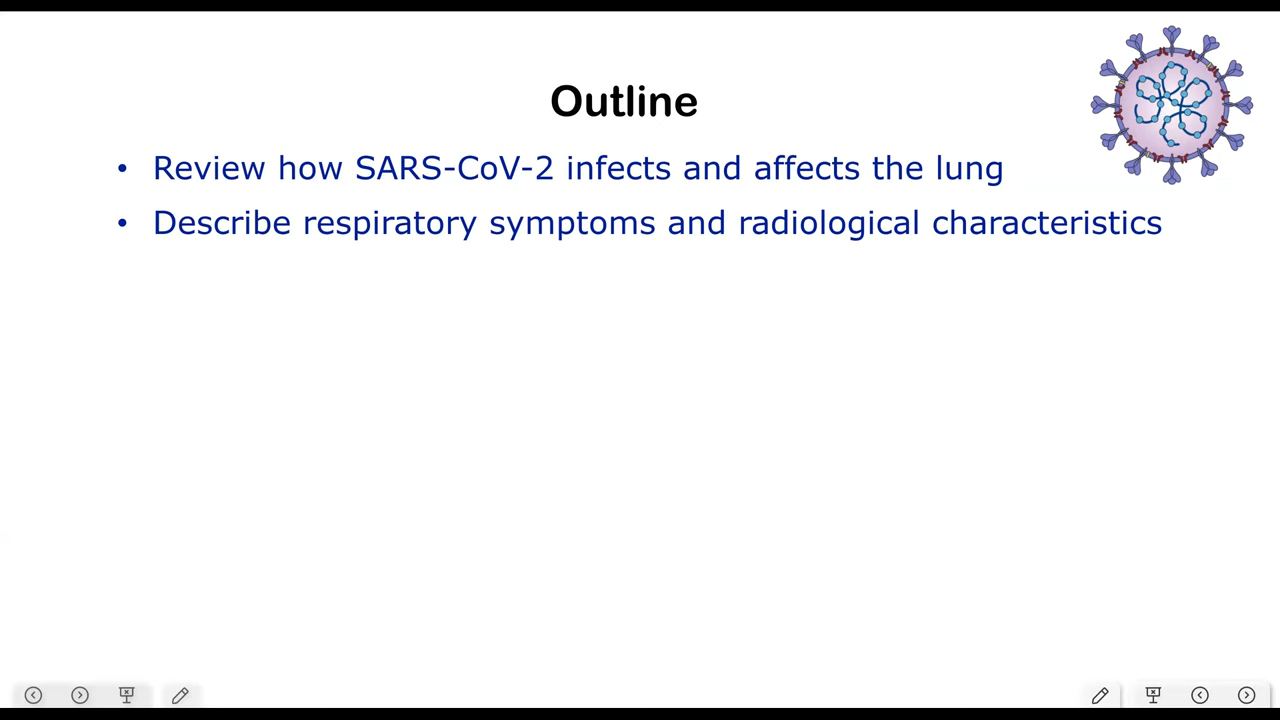 Outline
• Review how SARS-CoV-2 infects and affects the lung
• Describe respiratory symptoms and radiological characteristics